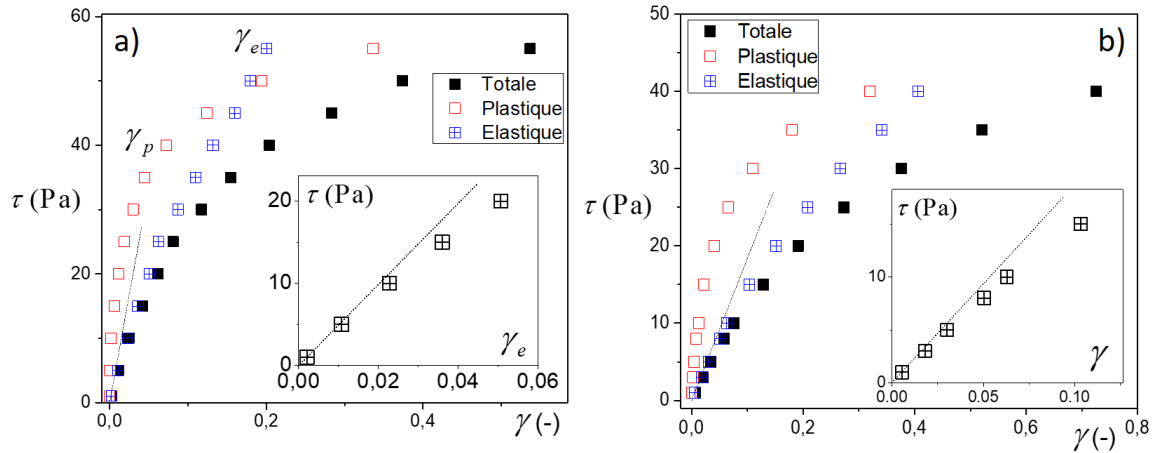 a)
60
40
20
0
τ (Pa)
γₑ
γₚ
Totale
Plastique
Elastique
τ (Pa)
20
10
0
0.00 0.02 0.04 0.06
γₑ
0,0 0,2 0,4
γ (-)
b)
50
40
30
20
10
0
τ (Pa)
Totale
Plastique
Elastique
τ (Pa)
10
0.00 0.05 0.10
γ
0,0 0,2 0,4 0,6 0,8
γ (-)